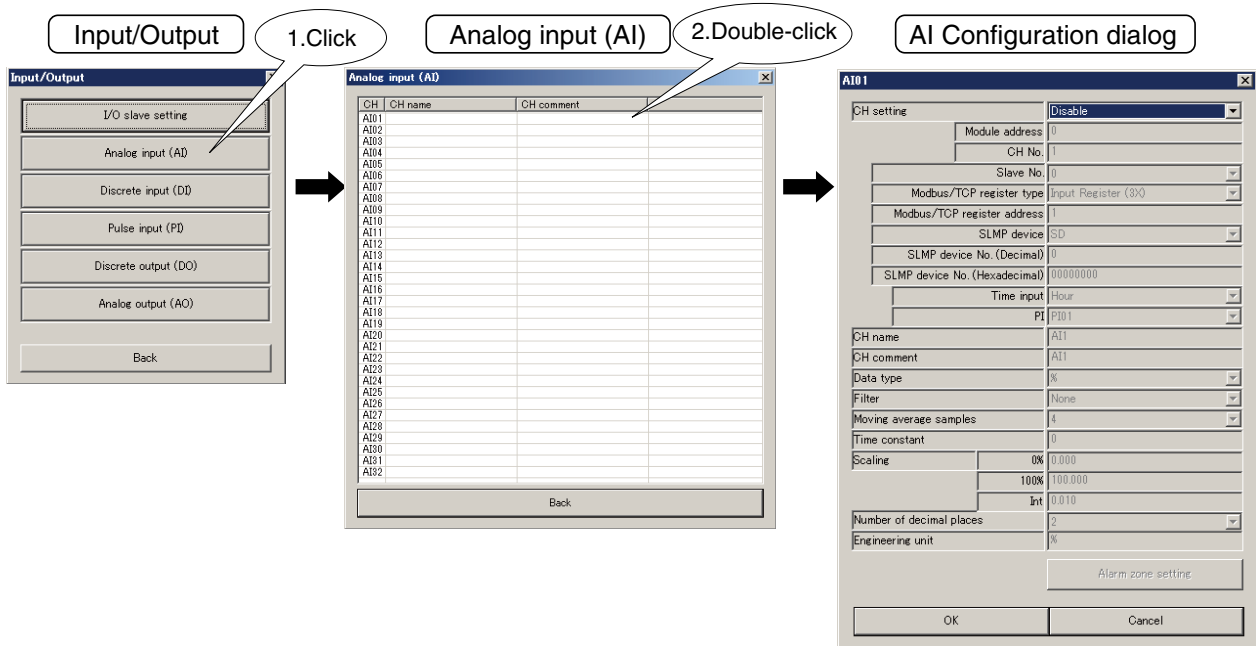 Input/Output
1.Click
Analog input (AI)
2.Double-click
AI Configuration dialog
Input/Output
I/O slave setting
Analog input (AI)
Discrete input (DI)
Pulse input (PI)
Discrete output (DO)
Analog output (AO)
Back
Analog input (AI)
CH CH name CH comment
AI01
AI02
AI03
AI04
AI05
AI06
AI07
AI08
AI09
AI10
AI11
AI12
AI13
AI14
AI15
AI16
AI17
AI18
AI19
AI20
AI21
AI22
AI23
AI24
AI25
AI26
AI27
AI28
AI29
AI30
AI31
AI32
Back
AI01
CH setting Disable
Module address 0
CH No. 1
Slave No. 0
Modbus/TCP register type Input Register (3X)
Modbus/TCP register address 1
SLMP device SD
SLMP device No. (Decimal) 0
SLMP device No. (Hexadecimal) 00000000
Time input Hour
PI PI01
CH name AI1
CH comment AI1
Data type %
Filter None
Moving average samples 4
Time constant 0
Scaling 0% 0.000
100% 100.000
Int 0.010
Number of decimal places 2
Engineering unit %
Alarm zone setting
OK Cancel